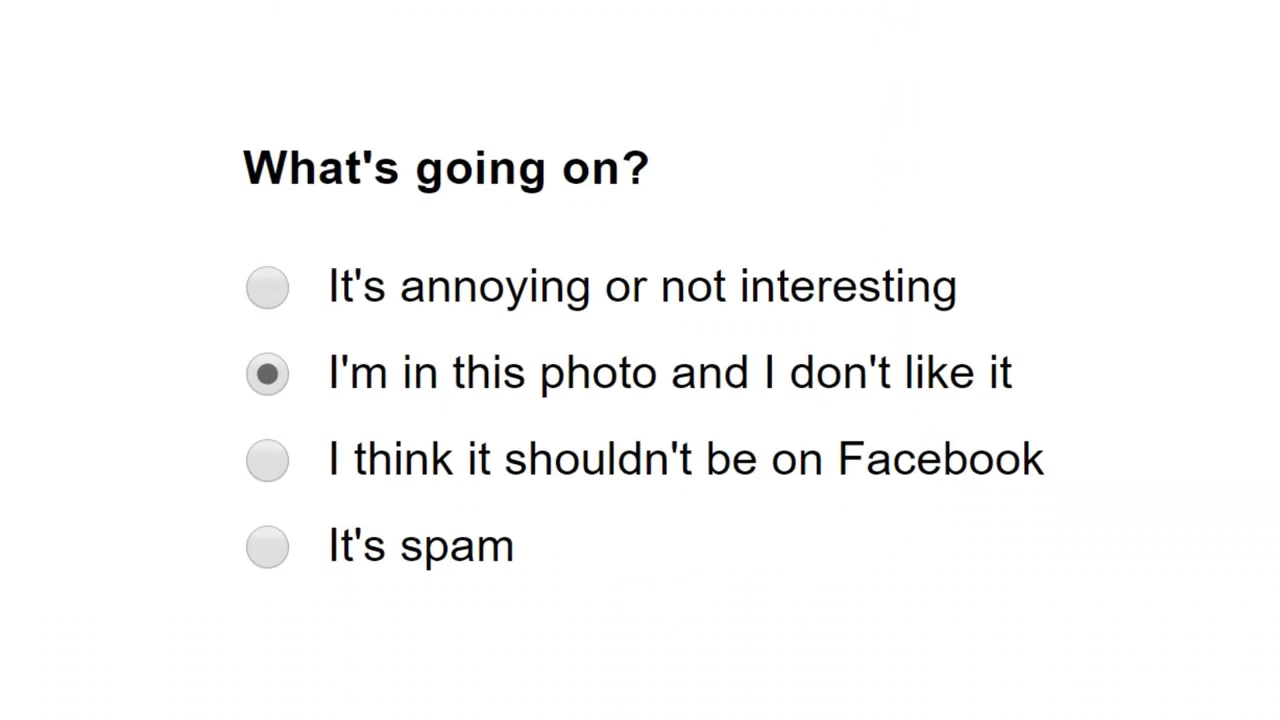 What's going on?
It's annoying or not interesting
I'm in this photo and I don't like it
I think it shouldn't be on Facebook
It's spam